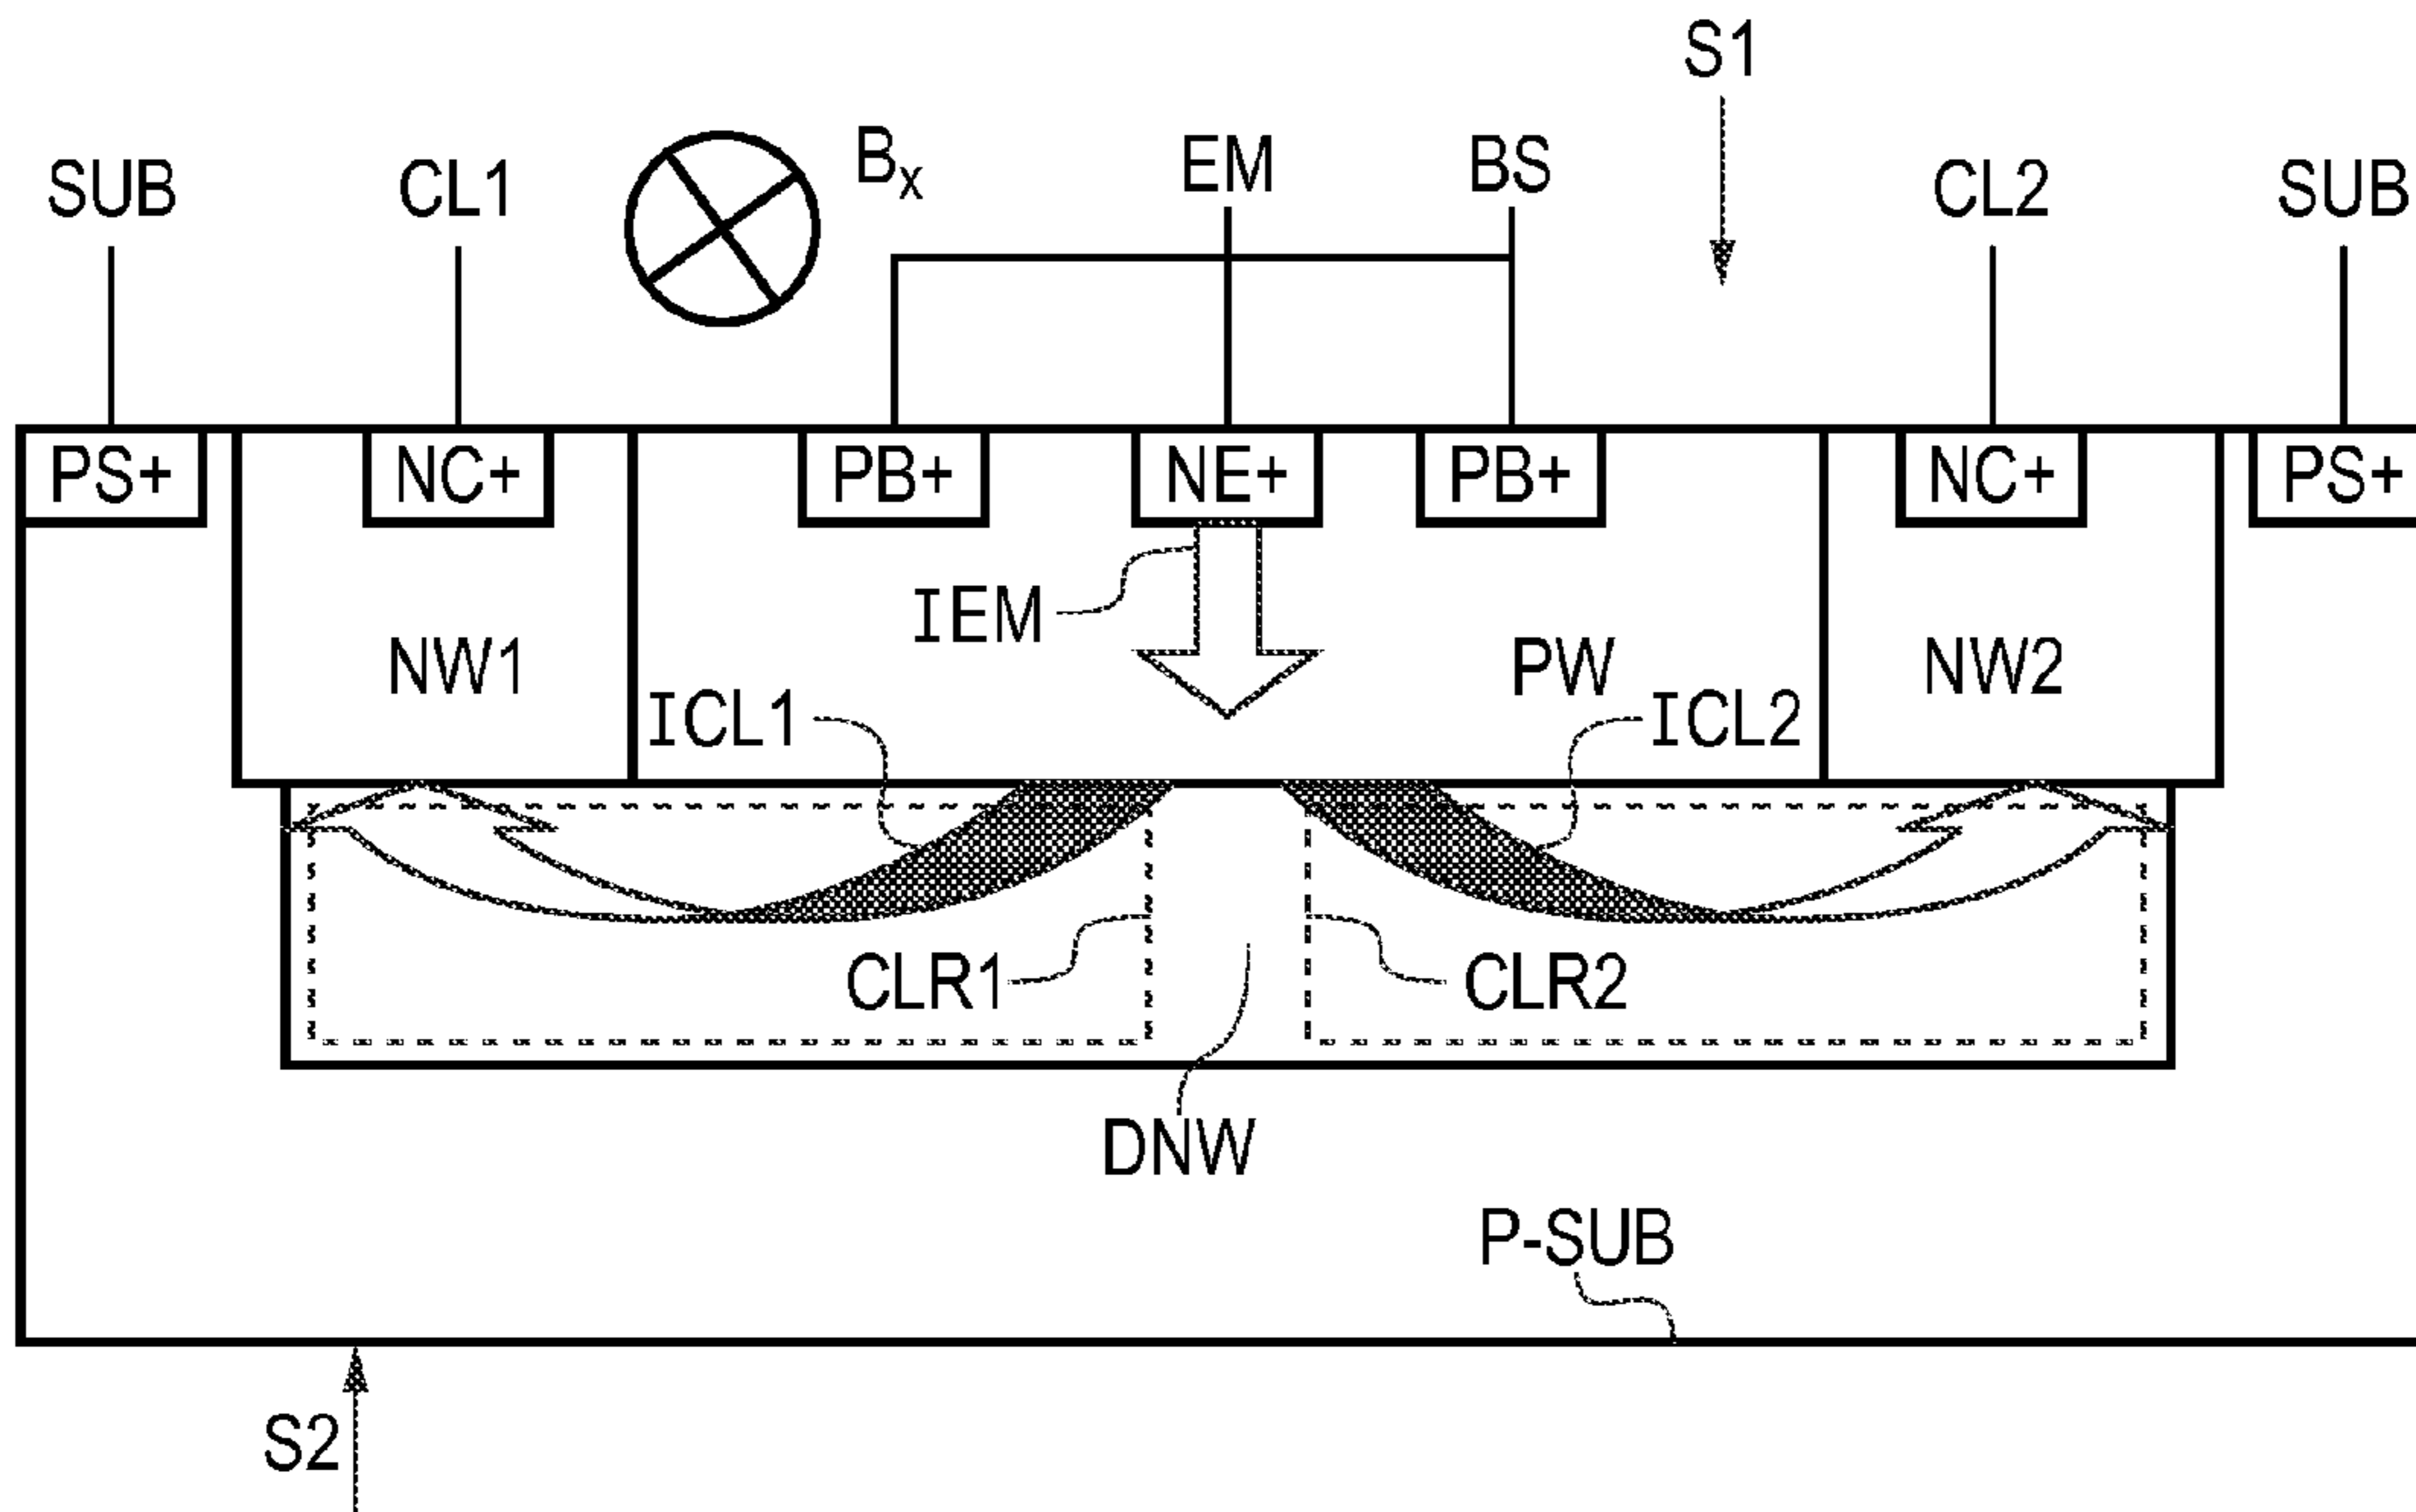 S1
SUB CL1 Bx EM BS CL2 SUB
PS+ NC+ PB+ NE+ PB+ NC+ PS+
IEM
NW1 PW NW2
ICL1 ICL2
CLR1 CLR2
DNW
P-SUB
S2